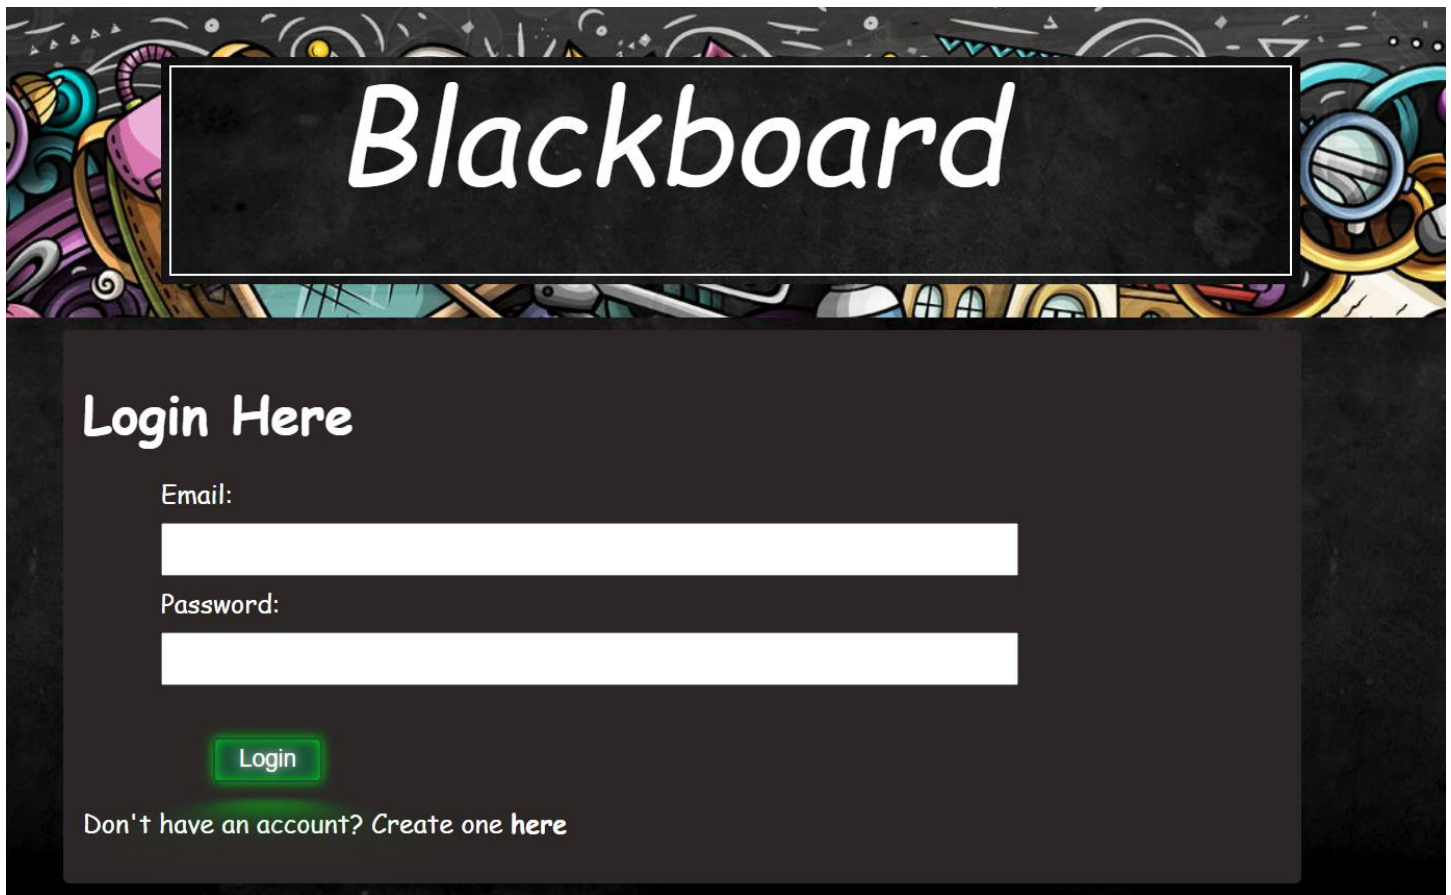 Blackboard
Login Here
Email:
Password:
Login
Don't have an account? Create one here